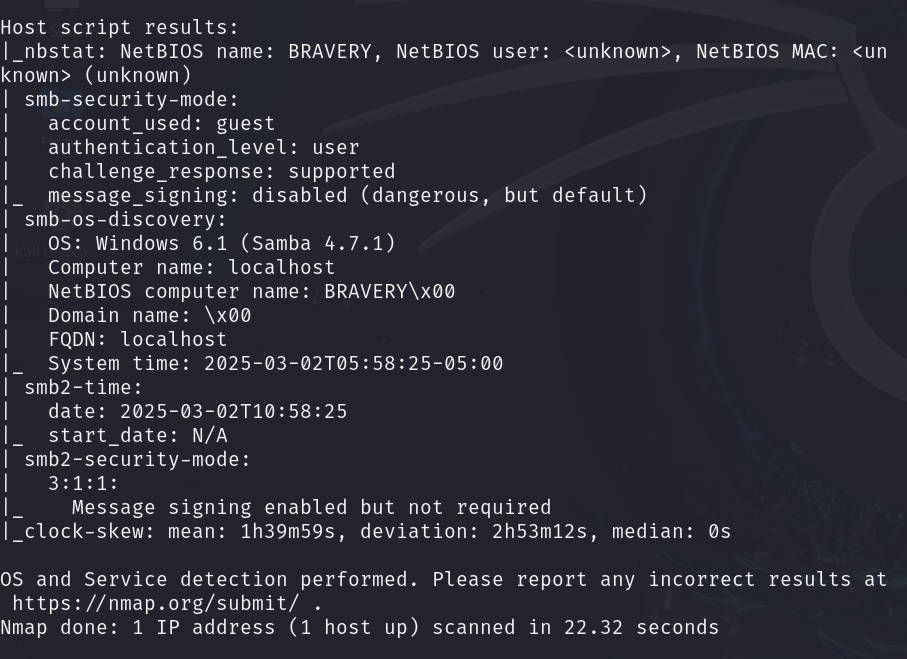 Host script results:
|_nbstat: NetBIOS name: BRAVERY, NetBIOS user: <unknown>, NetBIOS MAC: <un
known> (unknown)
| smb-security-mode:
|   account_used: guest
|   authentication_level: user
|   challenge_response: supported
|_  message_signing: disabled (dangerous, but default)
| smb-os-discovery:
|   OS: Windows 6.1 (Samba 4.7.1)
|   Computer name: localhost
|   NetBIOS computer name: BRAVERY\x00
|   Domain name: \x00
|   FQDN: localhost
|_  System time: 2025-03-02T05:58:25-05:00
| smb2-time:
|   date: 2025-03-02T10:58:25
|_  start_date: N/A
| smb2-security-mode:
|   3:1:1:
|_    Message signing enabled but not required
|_clock-skew: mean: 1h39m59s, deviation: 2h53m12s, median: 0s

OS and Service detection performed. Please report any incorrect results at
 https://nmap.org/submit/ .
Nmap done: 1 IP address (1 host up) scanned in 22.32 seconds